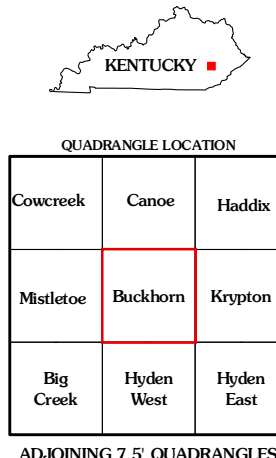 KENTUCKY
QUADRANGLE LOCATION
Cowcreek Canoe Haddix
Mistletoe Buckhorn Krypton
Big Creek Hyden West Hyden East
ADJOINING 7.5' QUADRANGLES